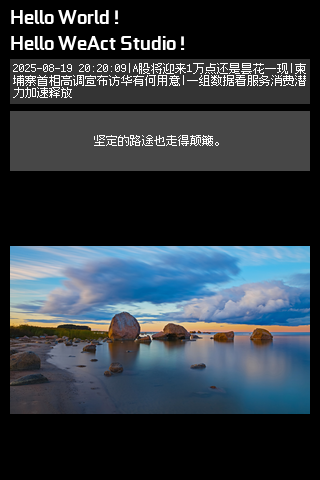 Hello World !
Hello WeAct Studio !
2025-08-19 20:20:09|A股将迎来1万点还是昙花一现|柬
埔寨首相高调宣布访华有何用意|一组数据看服务消费潜
力加速释放
坚定的路途也走得颠簸。